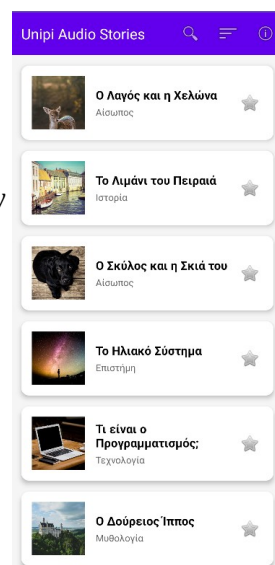 Unipi Audio Stories
Ο Λαγός και η Χελώνα
Αίσωπος
Το Λιμάνι του Πειραιά
Ιστορία
Ο Σκύλος και η Σκιά του
Αίσωπος
Το Ηλιακό Σύστημα
Επιστήμη
Τι είναι ο
Προγραμματισμός;
Τεχνολογία
Ο Δούρειος Ίππος
Μυθολογία